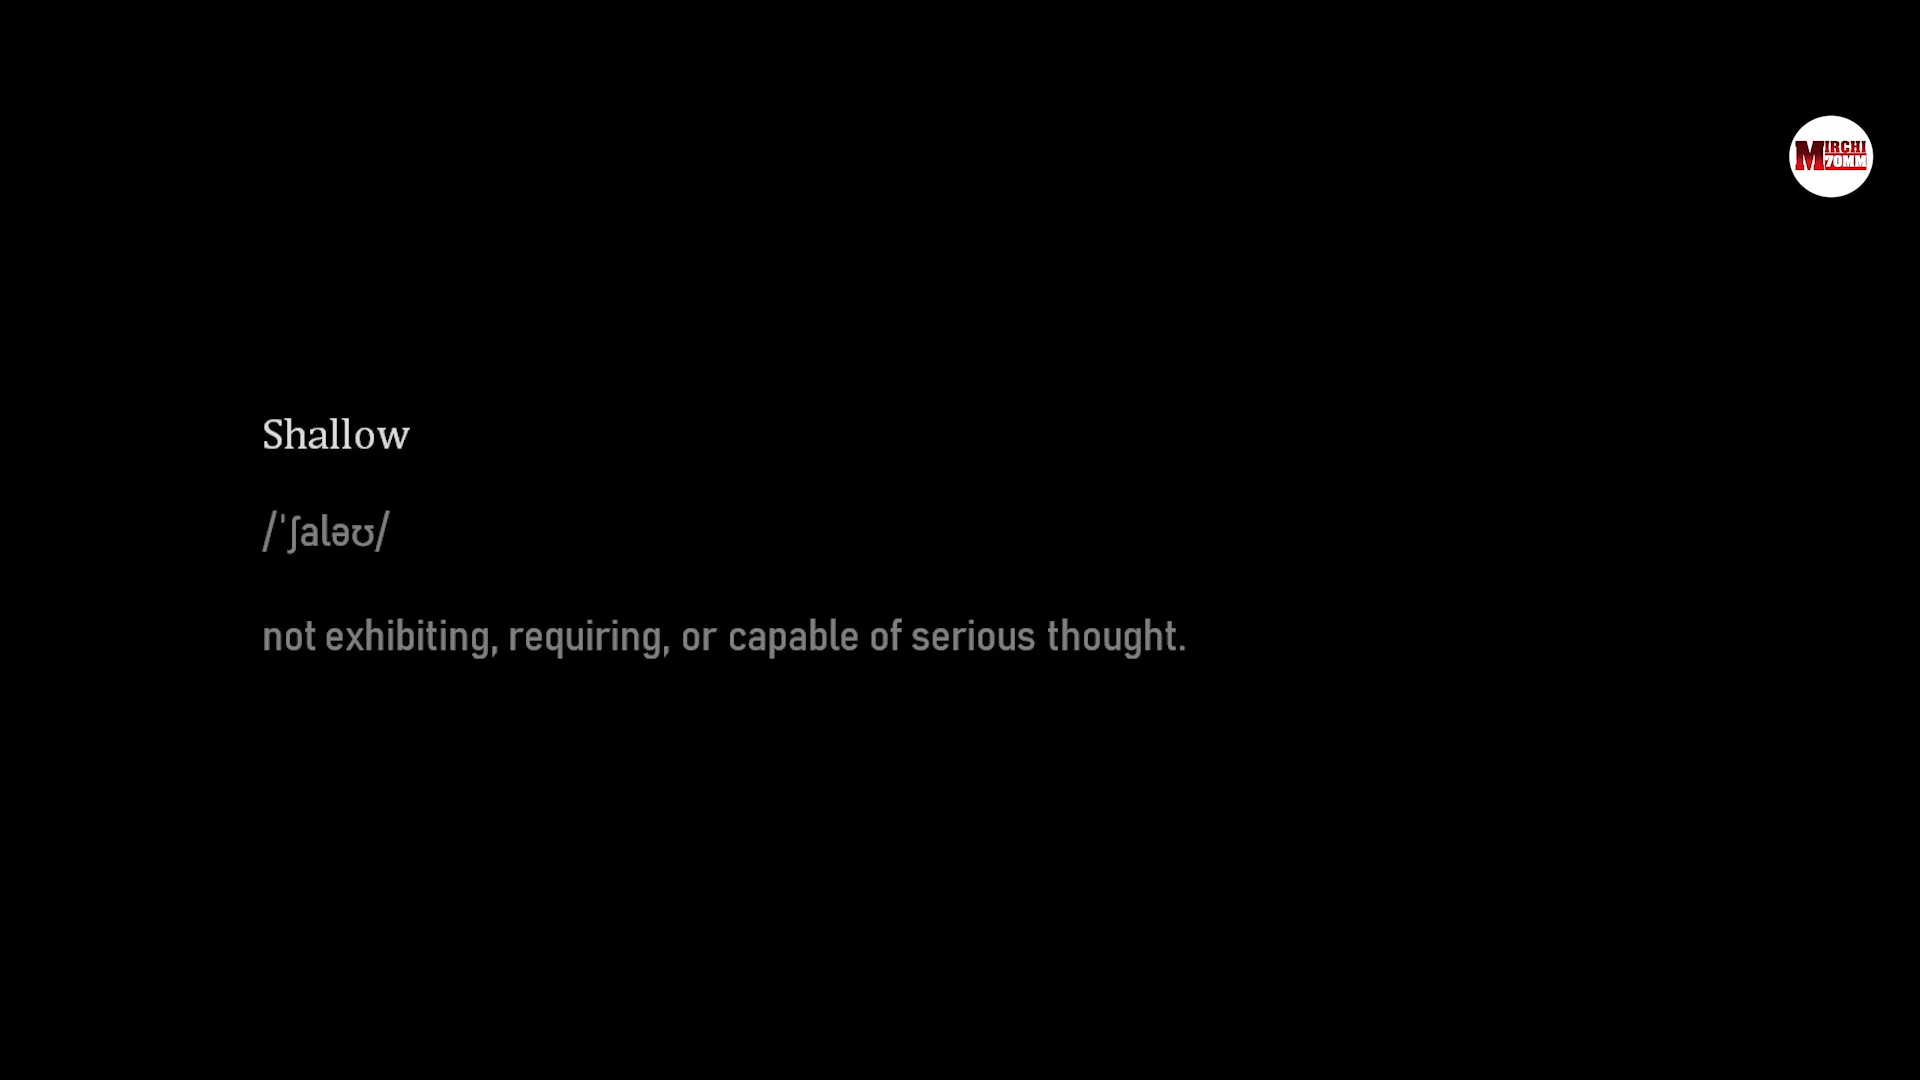 MIRCHI
70MM
Shallow
/ˈʃaləʊ/
not exhibiting, requiring, or capable of serious thought.